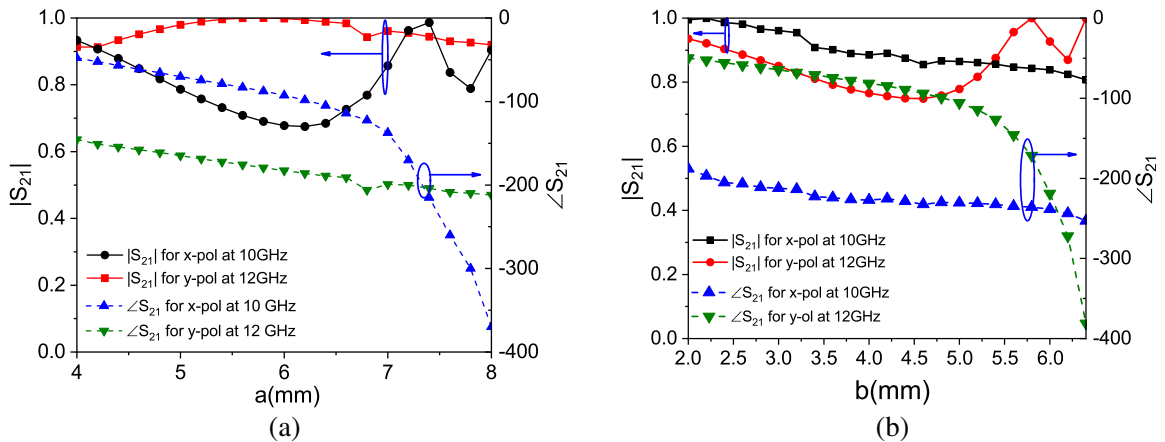 1.0
0.8
0.6
0.4
0.2
0.0
|S21|
4
5
6
7
8
a(mm)
0
-100
-200
-300
-400
∠S21
|S21| for x-pol at 10GHz
|S21| for y-pol at 12GHz
∠S21 for x-pol at 10 GHz
∠S21 for y-pol at 12 GHz
(a)
1.0
0.8
0.6
0.4
0.2
0.0
|S21|
2.0
2.5
3.0
3.5
4.0
4.5
5.0
5.5
6.0
b(mm)
0
-100
-200
-300
-400
∠S21
|S21| for x-pol at 10GHz
|S21| for y-pol at 12GHz
∠S21 for x-pol at 10GHz
∠S21 for y-ol at 12GHz
(b)